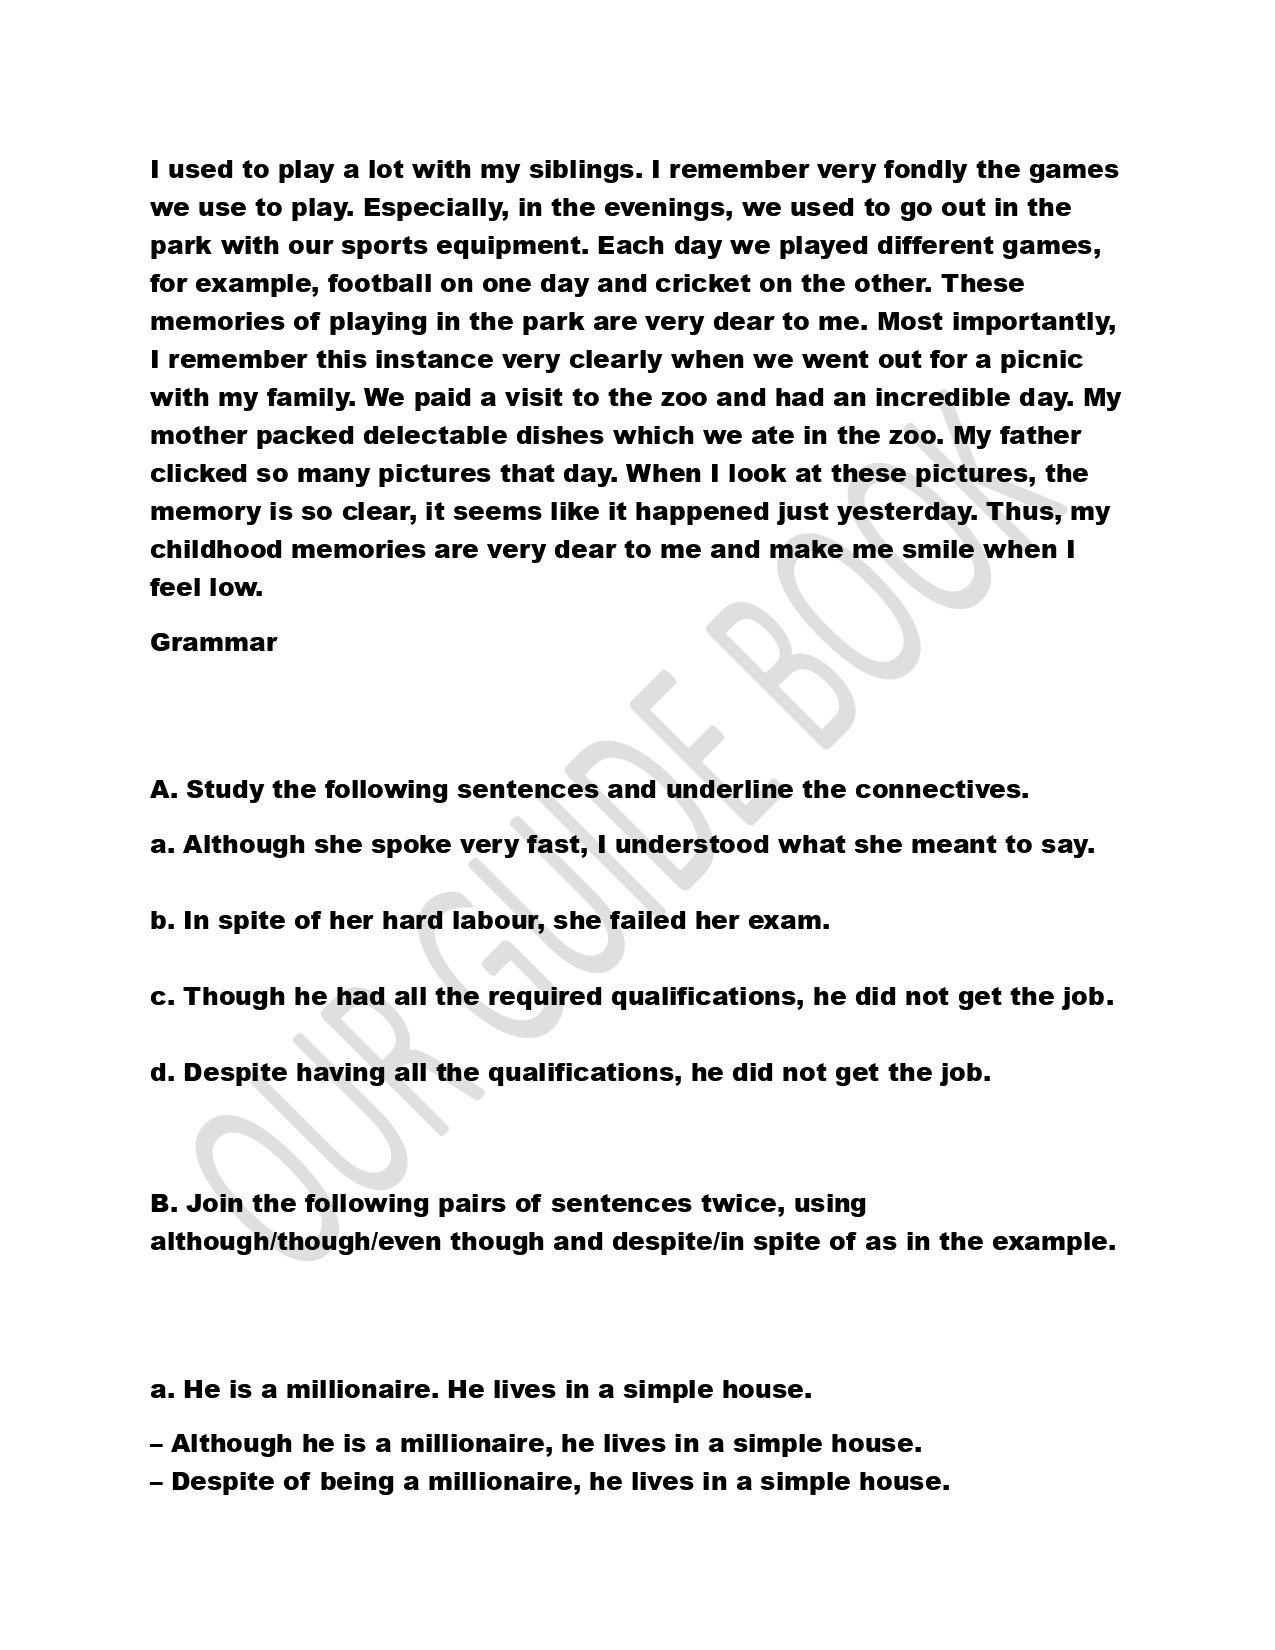 I used to play a lot with my siblings. I remember very fondly the games
we use to play. Especially, in the evenings, we used to go out in the
park with our sports equipment. Each day we played different games,
for example, football on one day and cricket on the other. These
memories of playing in the park are very dear to me. Most importantly,
I remember this instance very clearly when we went out for a picnic
with my family. We paid a visit to the zoo and had an incredible day. My
mother packed delectable dishes which we ate in the zoo. My father
clicked so many pictures that day. When I look at these pictures, the
memory is so clear, it seems like it happened just yesterday. Thus, my
childhood memories are very dear to me and make me smile when I
feel low.
Grammar
A. Study the following sentences and underline the connectives.
a. Although she spoke very fast, I understood what she meant to say.
b. In spite of her hard labour, she failed her exam.
c. Though he had all the required qualifications, he did not get the job.
d. Despite having all the qualifications, he did not get the job.
B. Join the following pairs of sentences twice, using
although/though/even though and despite/in spite of as in the example.
a. He is a millionaire. He lives in a simple house.
– Although he is a millionaire, he lives in a simple house.
– Despite of being a millionaire, he lives in a simple house.
OUR GUIDE BOOK